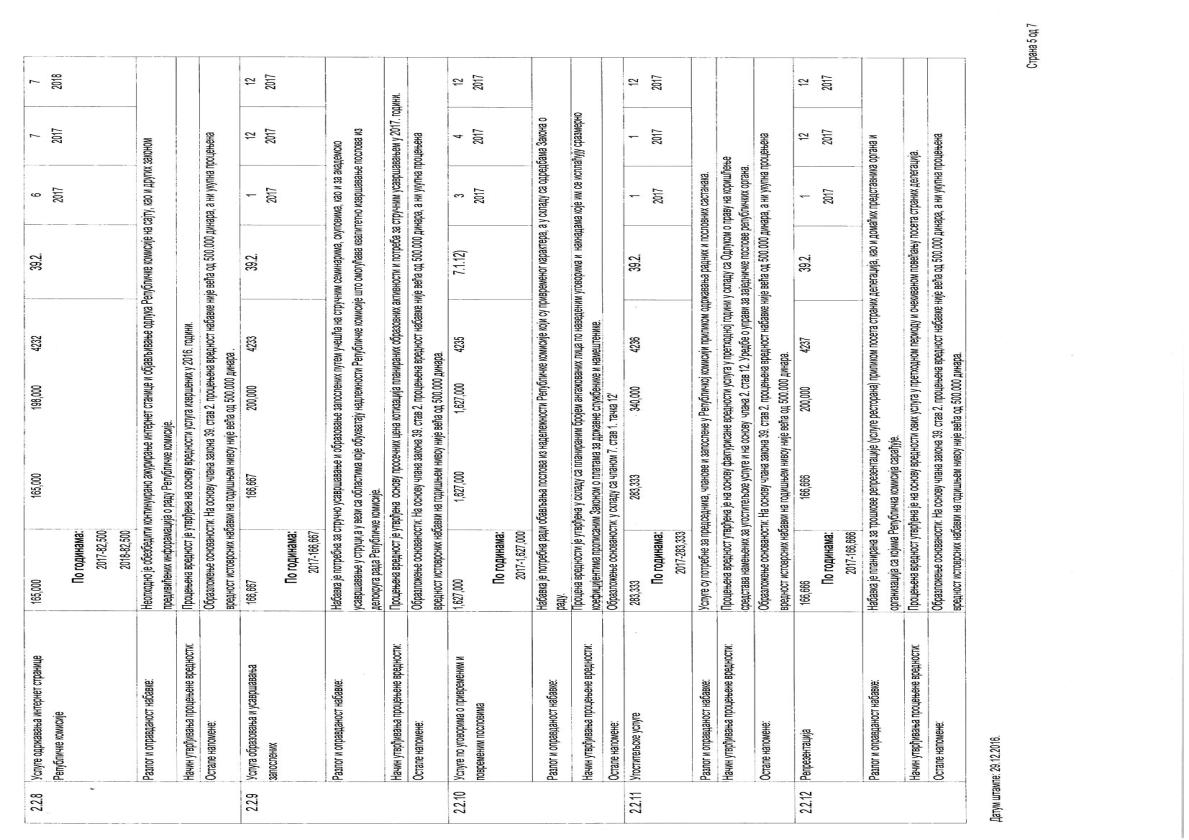 2.2.8 Услуге одржавања интернет странице 165,000 165,000 189,000 4232 39.2. 6 7 7
Републичке комисије 2017 2017 2018
По годинама:
2017-82,500
2018-82,500
Разлог и оправданост набавке: Неопходно је обезбедити континуирано ажурирање интернет станице и објављивање одлука Републичке комисије на сајту, као и других законом
предвиђених информација о раду Републичке комисије.
Начин утврђивања процењене вредности: Процењена вредност је утврђена на основу вредности услуга извршених у 2016. години.
Остале напомене: Образложење основаности: На основу члана закона 39. став 2. процењена вредност набавке није већа од 500.000 динара, а ни укупна процењена
вредност истоврсних набавки на годишњем нивоу није већа од 500.000 динара .
2.2.9 Услуга образовања и усавршавања 166,667 166,667 200,000 4233 39.2. 1 12 12
запослених 2017 2017 2017
По годинама:
2017-166,667
Разлог и оправданост набавке: Набавка је потребна за стручно усавршавање и образовање запослених путем учешћа на стручним семинарима, скуповима, као и за академско
усавршавање у струци, а у вези са областима које обухватају надлежности Републичке комисије што омогућава квалитетно извршавање послова из
делокруга рада Републичке комисије.
Начин утврђивања процењене вредности: Процењена вредност је утврђена основу просечних цена котизација планираних образовних активности и потреба за стручним усавршавањем у 2017. години.
Остале напомене: Образложење основаности: На основу члана закона 39. став 2. процењена вредност набавке није већа од 500.000 динара, а ни укупна процењена
вредност истоврсних набавки на годишњем нивоу није већа од 500.000 динара.
2.2.10 Услуге по уговорима о привременим и 1,627,000 1,627,000 1,627,000 4235 7.1.12) 3 4 12
повременим пословима 2017 2017 2017
По годинама:
2017-1,627,000
Разлог и оправданост набавке: Набавка је потребна ради обављања послова из надлежности Републичке комисије који су привременог карактера, а у складу са одредбама Закона о
раду.
Начин утврђивања процењене вредности: Процена вредности је утврђена у складу са планираним бројем ангажованих лица по наведеним уговорима и накнадама које им се исплаћују сразмерно
коефицијентима прописаним Законом о платама за државне службенике и намештенике.
Остале напомене: Образложење основаности: у складу са чланом 7. став 1. тачка 12
2.2.11 Угоститељске услуге 283,333 283,333 340,000 4236 39.2. 1 1 12
2017 2017 2017
По годинама:
2017-283,333
Разлог и оправданост набавке: Услуге су потребне за председника, чланове и запослене у Републичкој комисији приликом одржавања радних и пословних састанака.
Начин утврђивања процењене вредности: Процењена вредност утврђена је на основу фактурисане вредности услуга у претходној години у складу са Одлуком о праву на коришћење
средстава намењених за угоститељске услуге и на основу члана 2. став 12. Уредбе о управи за заједничке послове републичких органа.
Остале напомене: Образложење основаности: На основу члана закона 39. став 2. процењена вредност набавке није већа од 500.000 динара, а ни укупна процењена
вредност истоврсних набавки на годишњем нивоу није већа од 500.000 динара.
2.2.12 Репрезентација 166,666 166,666 200,000 4237 39.2. 1 12 12
2017 2017 2017
По годинама:
2017-166,666
Разлог и оправданост набавке: Набавка је планирана за трошкове репрезентације (услуге ресторана) приликом посета страних делегација, као и домаћих представника органа и
организација са којима Републичка комисија сарађује.
Начин утврђивања процењене вредности: Процењена вредност утврђена је на основу вредности ових услуга у претходном периоду и очекиваном повећању посета страних делегација.
Остале напомене: Образложење основаности: На основу члана закона 39. став 2. процењена вредност набавке није већа од 500.000 динара, а ни укупна процењена
вредност истоврсних набавки на годишњем нивоу није већа од 500.000 динара.
Датум штампе: 29.12.2016.
Страна 5 од 7